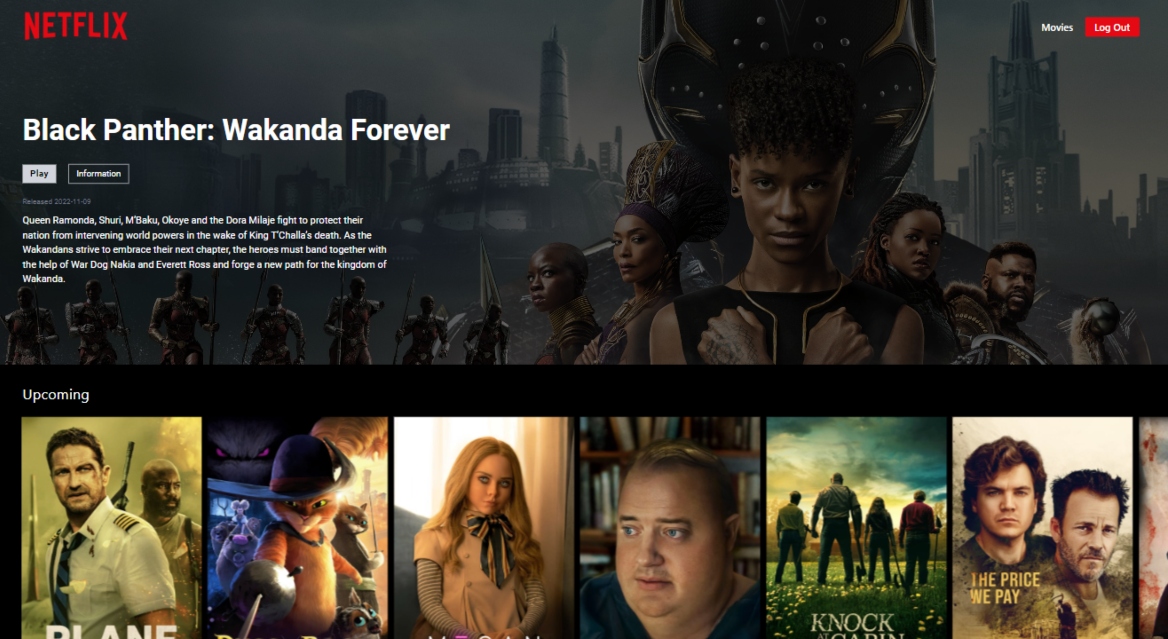 NETFLIX
Movies
Log Out
Black Panther: Wakanda Forever
Play
Information
Released 2022-11-09
Queen Ramonda, Shuri, M'Baku, Okoye and the Dora Milaje fight to protect their
nation from intervening world powers in the wake of King T'Challa's death. As the
Wakandans strive to embrace their next chapter, the heroes must band together with
the help of War Dog Nakia and Everett Ross and forge a new path for the kingdom of
Wakanda.
Upcoming
PLANE
M3GAN
KNOCK
AT THE CABIN
THE PRICE
WE PAY